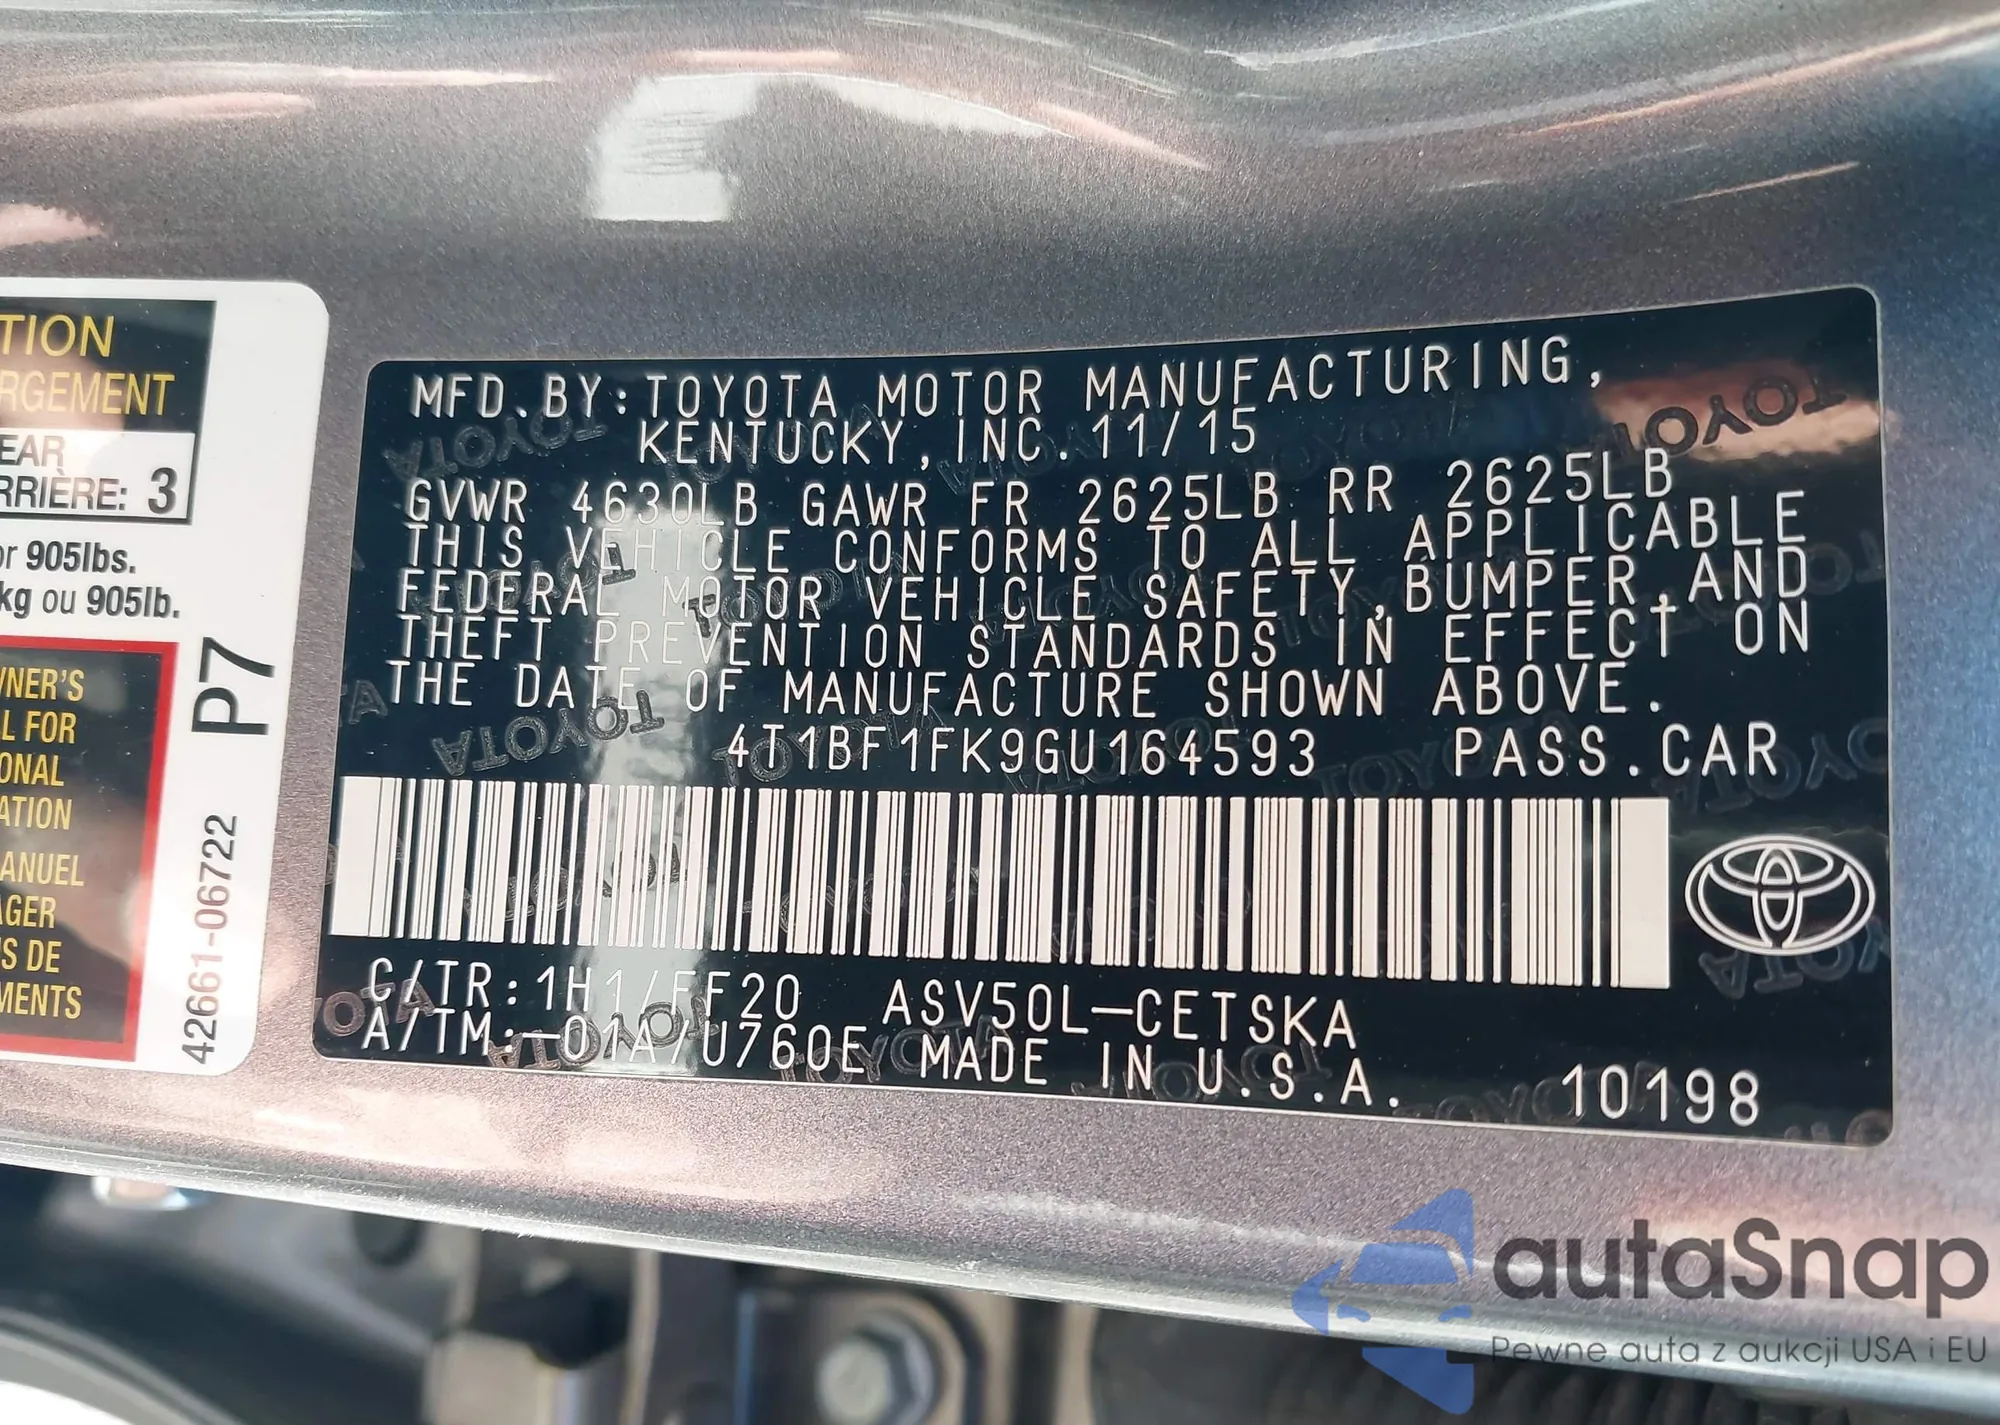 TION
RGEMENT
EAR
RRIÈRE: 3
or 905lbs.
kg ou 905lb.
NER'S
L FOR
ONAL
ATION
ANUEL
AGER
S DE
MENTS
P7
42661-06722
MFD.BY:TOYOTA MOTOR MANUFACTURING,
KENTUCKY,INC.11/15
GVWR 4630LB GAWR FR 2625LB RR 2625LB
THIS VEHICLE CONFORMS TO ALL APPLICABLE
FEDERAL MOTOR VEHICLE SAFETY,BUMPER,AND
THEFT PREVENTION STANDARDS IN EFFECT ON
THE DATE OF MANUFACTURE SHOWN ABOVE.
4T1BF1FK9GU164593 PASS.CAR
C/TR:1H1/FF20 ASV50L-CETSKA
A/TM:-01A/U760E MADE IN U.S.A.
10198
autaSnap
Pewne auta z aukcji USA i EU